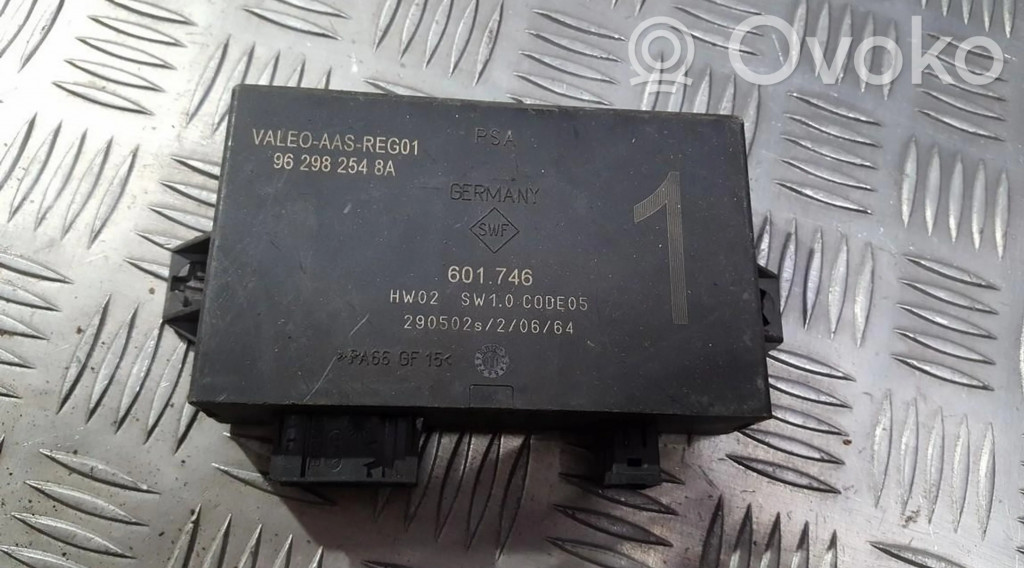 Ovoko
VALEO-AAS-REG01
96 298 254 8A
PSA
GERMANY
SWF
601.746
HW02 SW1.0 CODE05
290502s/2/06/64
>PA66 GF 15<
1